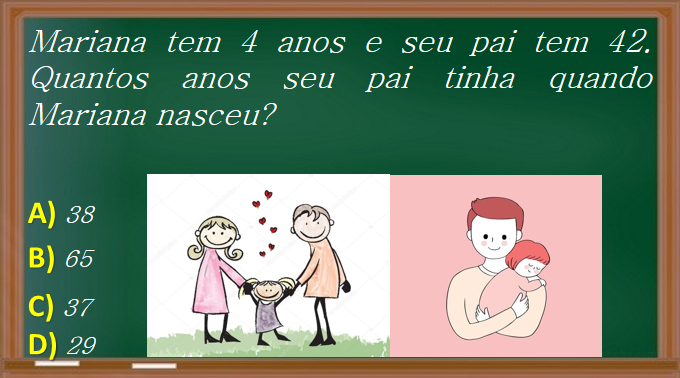 Mariana tem 4 anos e seu pai tem 42.
Quantos anos seu pai tinha quando
Mariana nasceu?
A) 38
B) 65
C) 37
D) 29